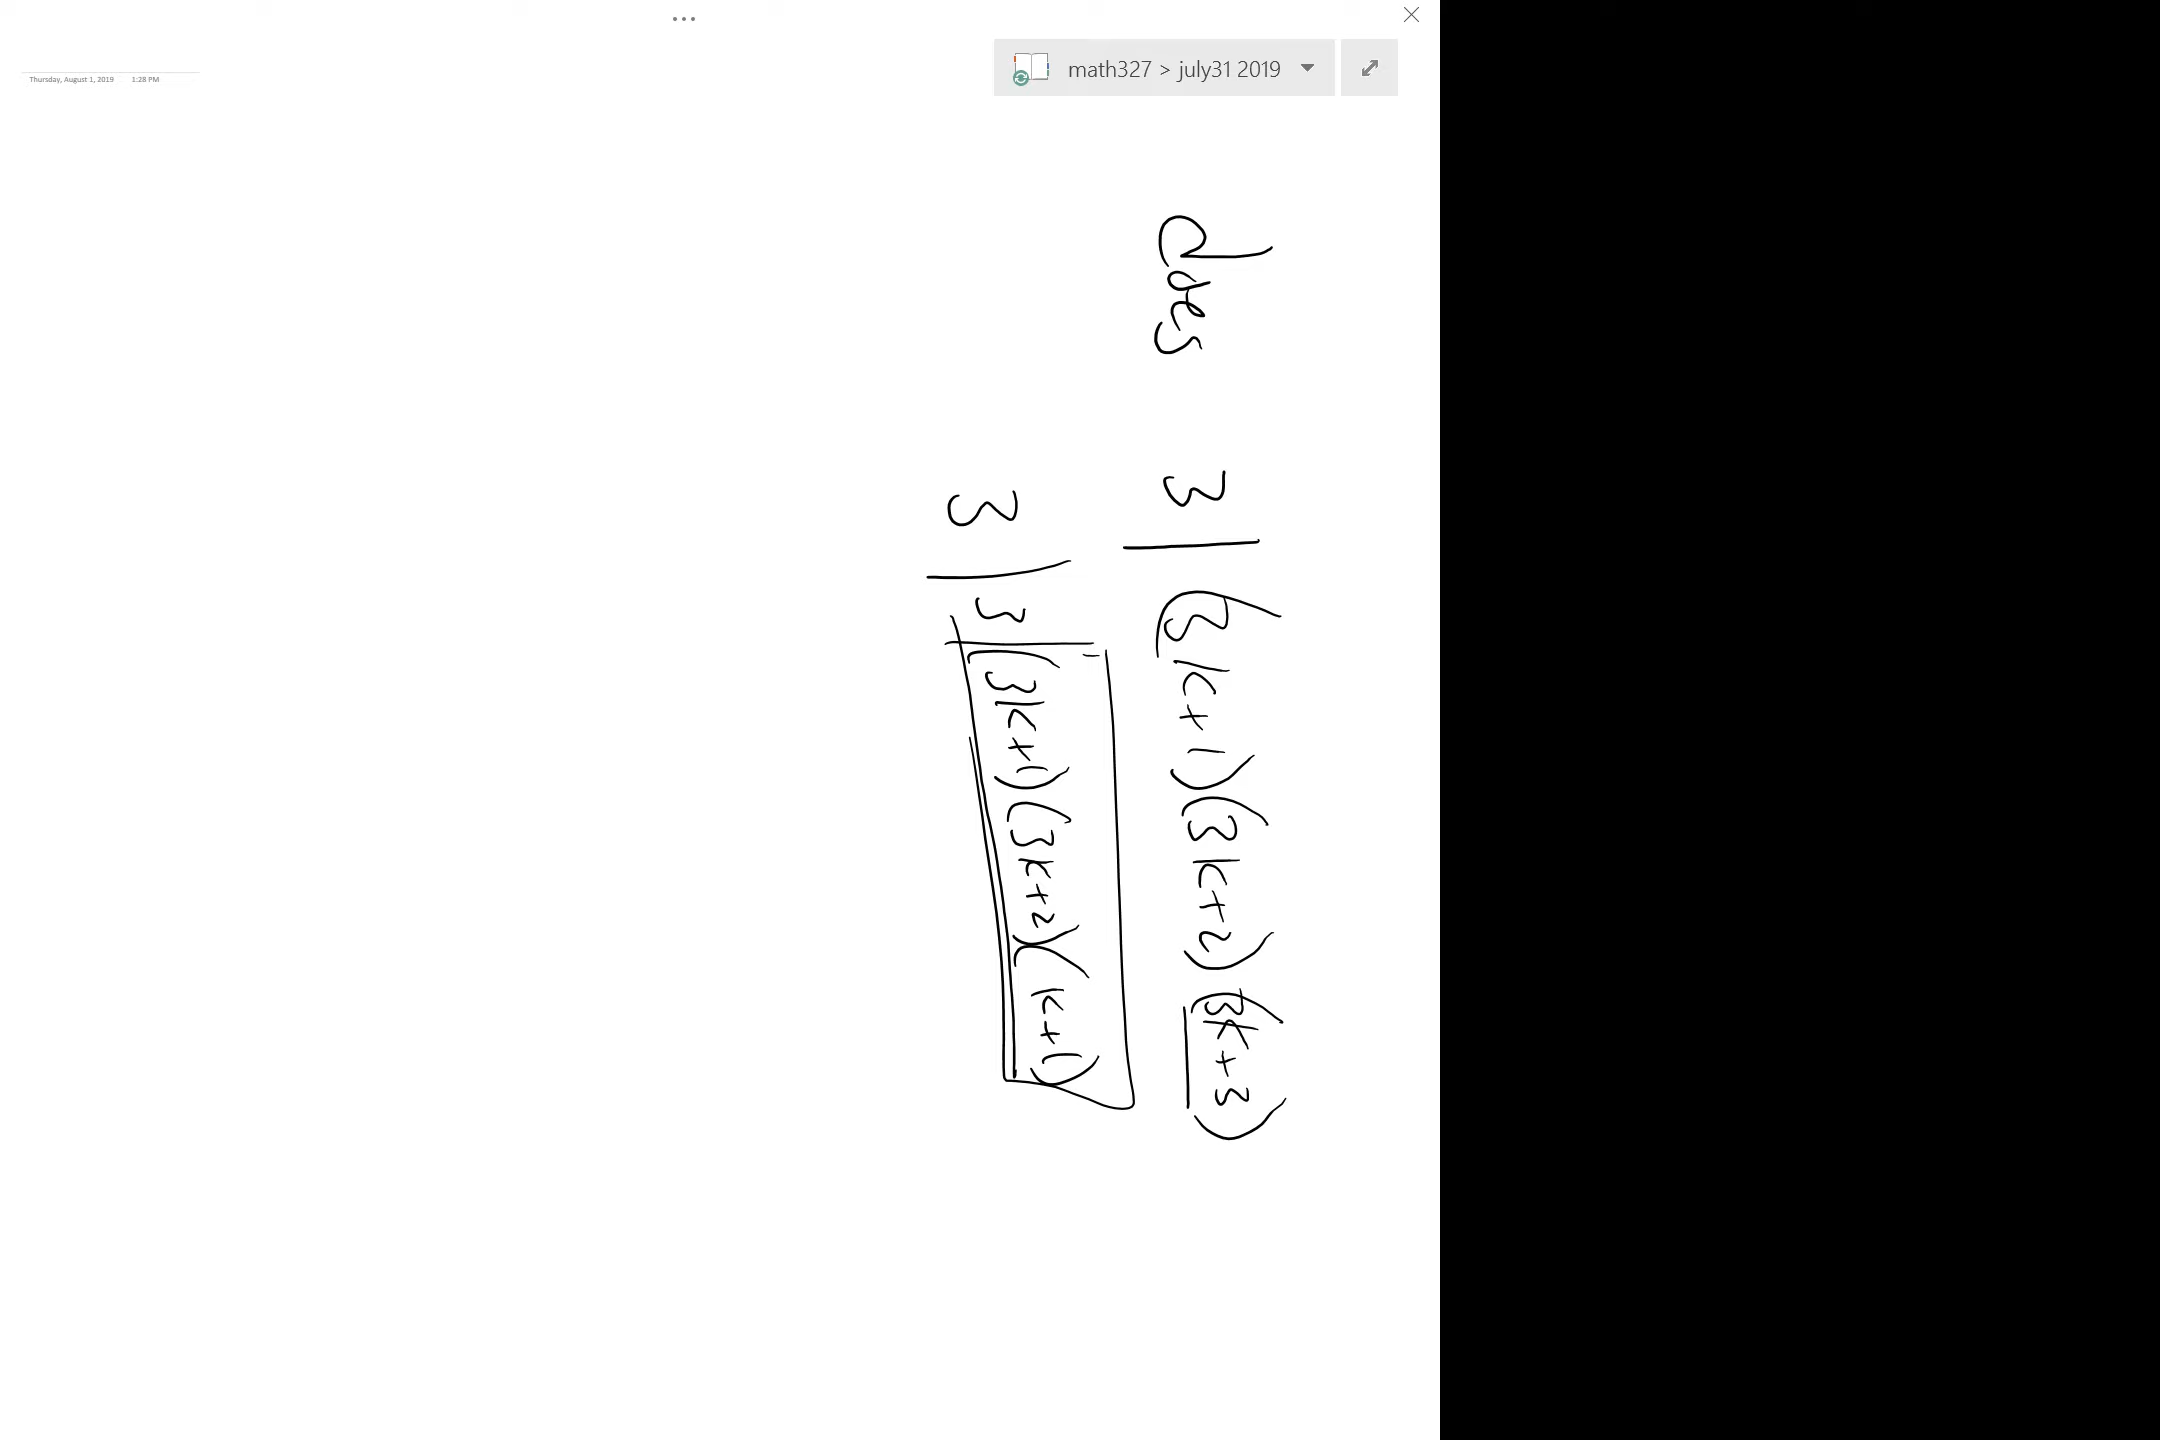 math327 > july31 2019
Thursday, August 1, 2019 1:28 PM
does 3 | (3k+1)(3k+2)(3k+3)
3 | 3 [(3k+1)(3k+2)(k+1)